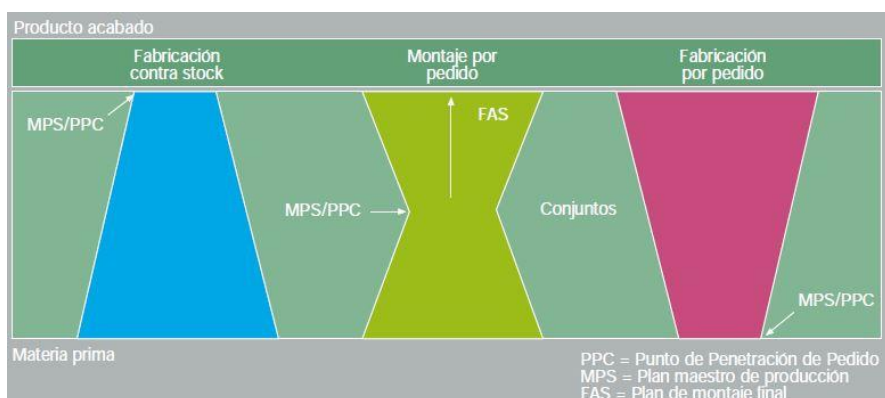 Producto acabado
Fabricación
contra stock
Montaje por
pedido
Fabricación
por pedido
MPS/PPC
FAS
MPS/PPC
Conjuntos
MPS/PPC
Materia prima
PPC = Punto de Penetración de Pedido
MPS = Plan maestro de producción
FAS = Plan de montaje final